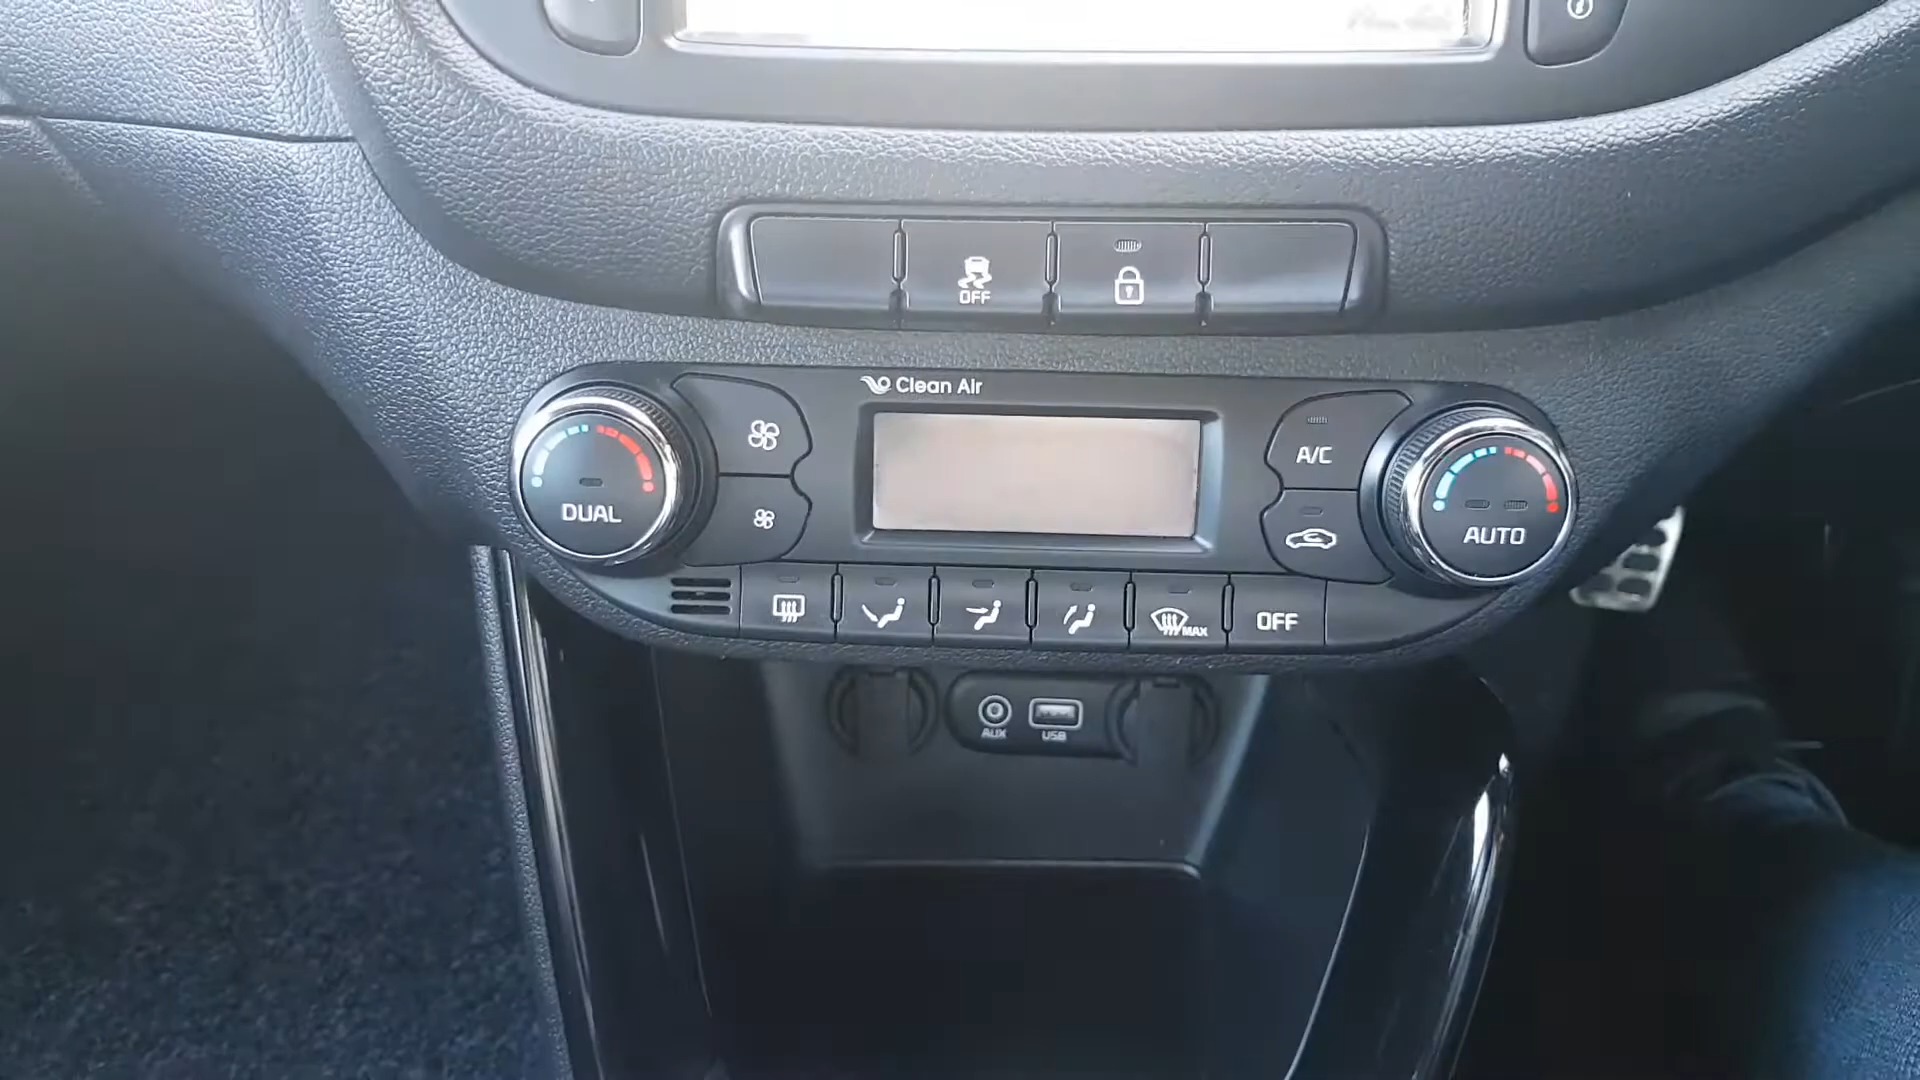 OFF
Clean Air
A/C
DUAL
AUTO
MAX
OFF
AUX
USB